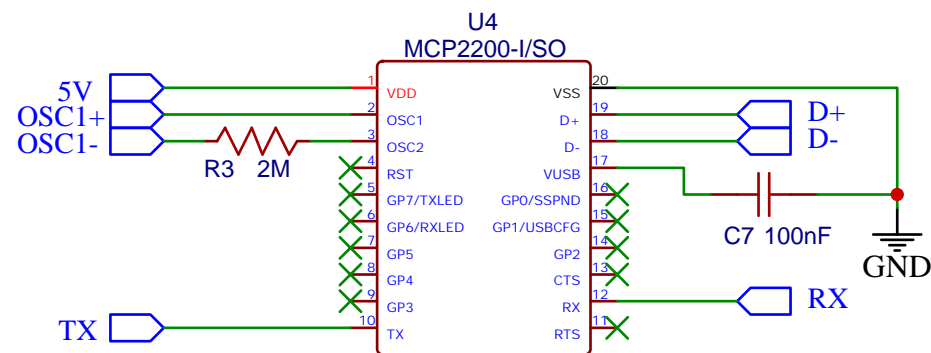 U4
MCP2200-I/SO
5V
OSC1+
OSC1-
R3 2M
TX
1 VDD
2 OSC1
3 OSC2
4 RST
5 GP7/TXLED
6 GP6/RXLED
7 GP5
8 GP4
9 GP3
10 TX
VSS 20
D+ 19
D- 18
VUSB 17
GP0/SSPND 16
GP1/USBCFG 15
GP2 14
CTS 13
RX 12
RTS 11
D+
D-
C7 100nF
GND
RX